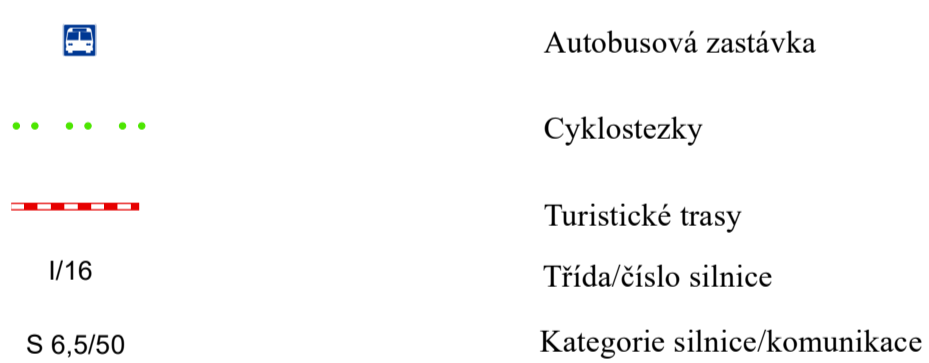 Autobusová zastávka
Cyklostezky
Turistické trasy
I/16 Třída/číslo silnice
S 6,5/50 Kategorie silnice/komunikace